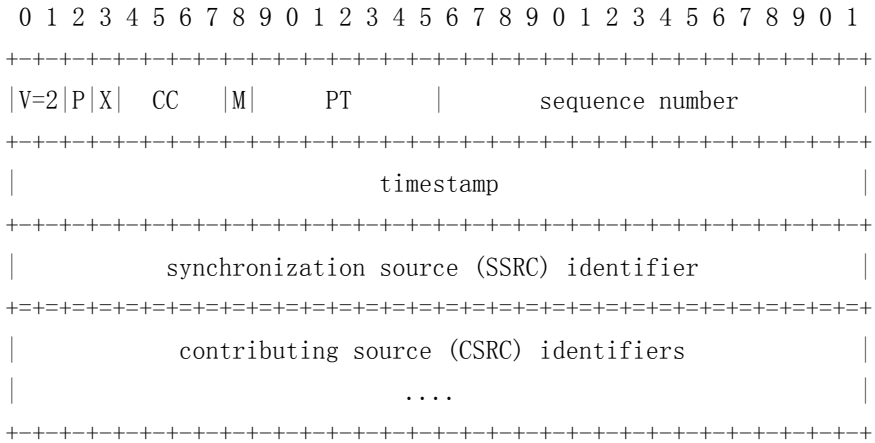 0 1 2 3 4 5 6 7 8 9 0 1 2 3 4 5 6 7 8 9 0 1 2 3 4 5 6 7 8 9 0 1
+-+-+-+-+-+-+-+-+-+-+-+-+-+-+-+-+-+-+-+-+-+-+-+-+-+-+-+-+-+-+-+-+
|V=2|P|X|  CC   |M|     PT      |       sequence number         |
+-+-+-+-+-+-+-+-+-+-+-+-+-+-+-+-+-+-+-+-+-+-+-+-+-+-+-+-+-+-+-+-+
|                           timestamp                           |
+-+-+-+-+-+-+-+-+-+-+-+-+-+-+-+-+-+-+-+-+-+-+-+-+-+-+-+-+-+-+-+-+
|           synchronization source (SSRC) identifier            |
+=+=+=+=+=+=+=+=+=+=+=+=+=+=+=+=+=+=+=+=+=+=+=+=+=+=+=+=+=+=+=+=+
|            contributing source (CSRC) identifiers             |
|                             ....                              |
+-+-+-+-+-+-+-+-+-+-+-+-+-+-+-+-+-+-+-+-+-+-+-+-+-+-+-+-+-+-+-+-+